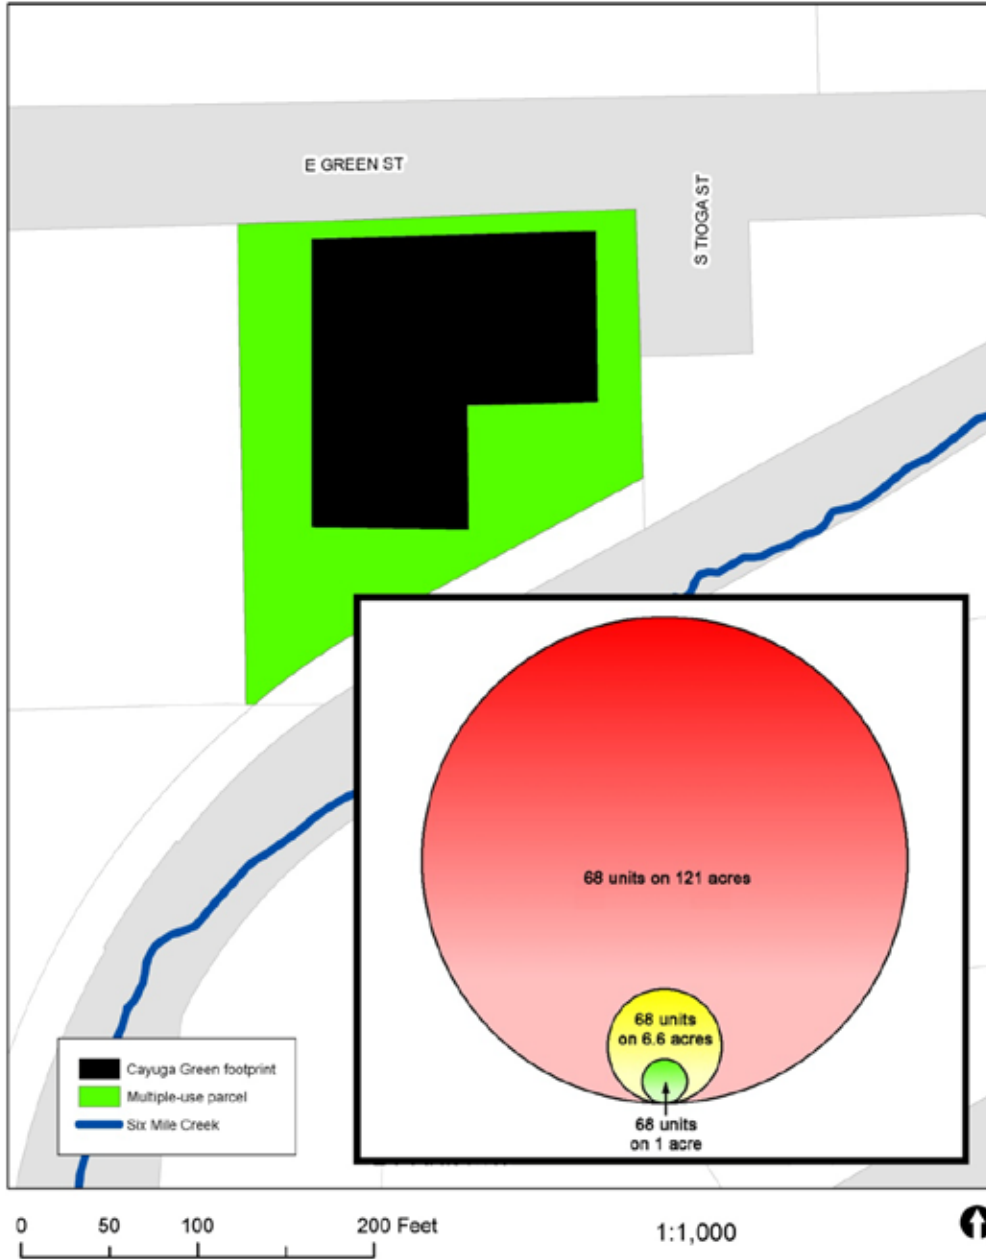 E GREEN ST
S TIOGA ST
68 units on 121 acres
68 units
on 6.6 acres
68 units
on 1 acre
Cayuga Green footprint
Multiple-use parcel
Six Mile Creek
0 50 100 200 Feet
1:1,000